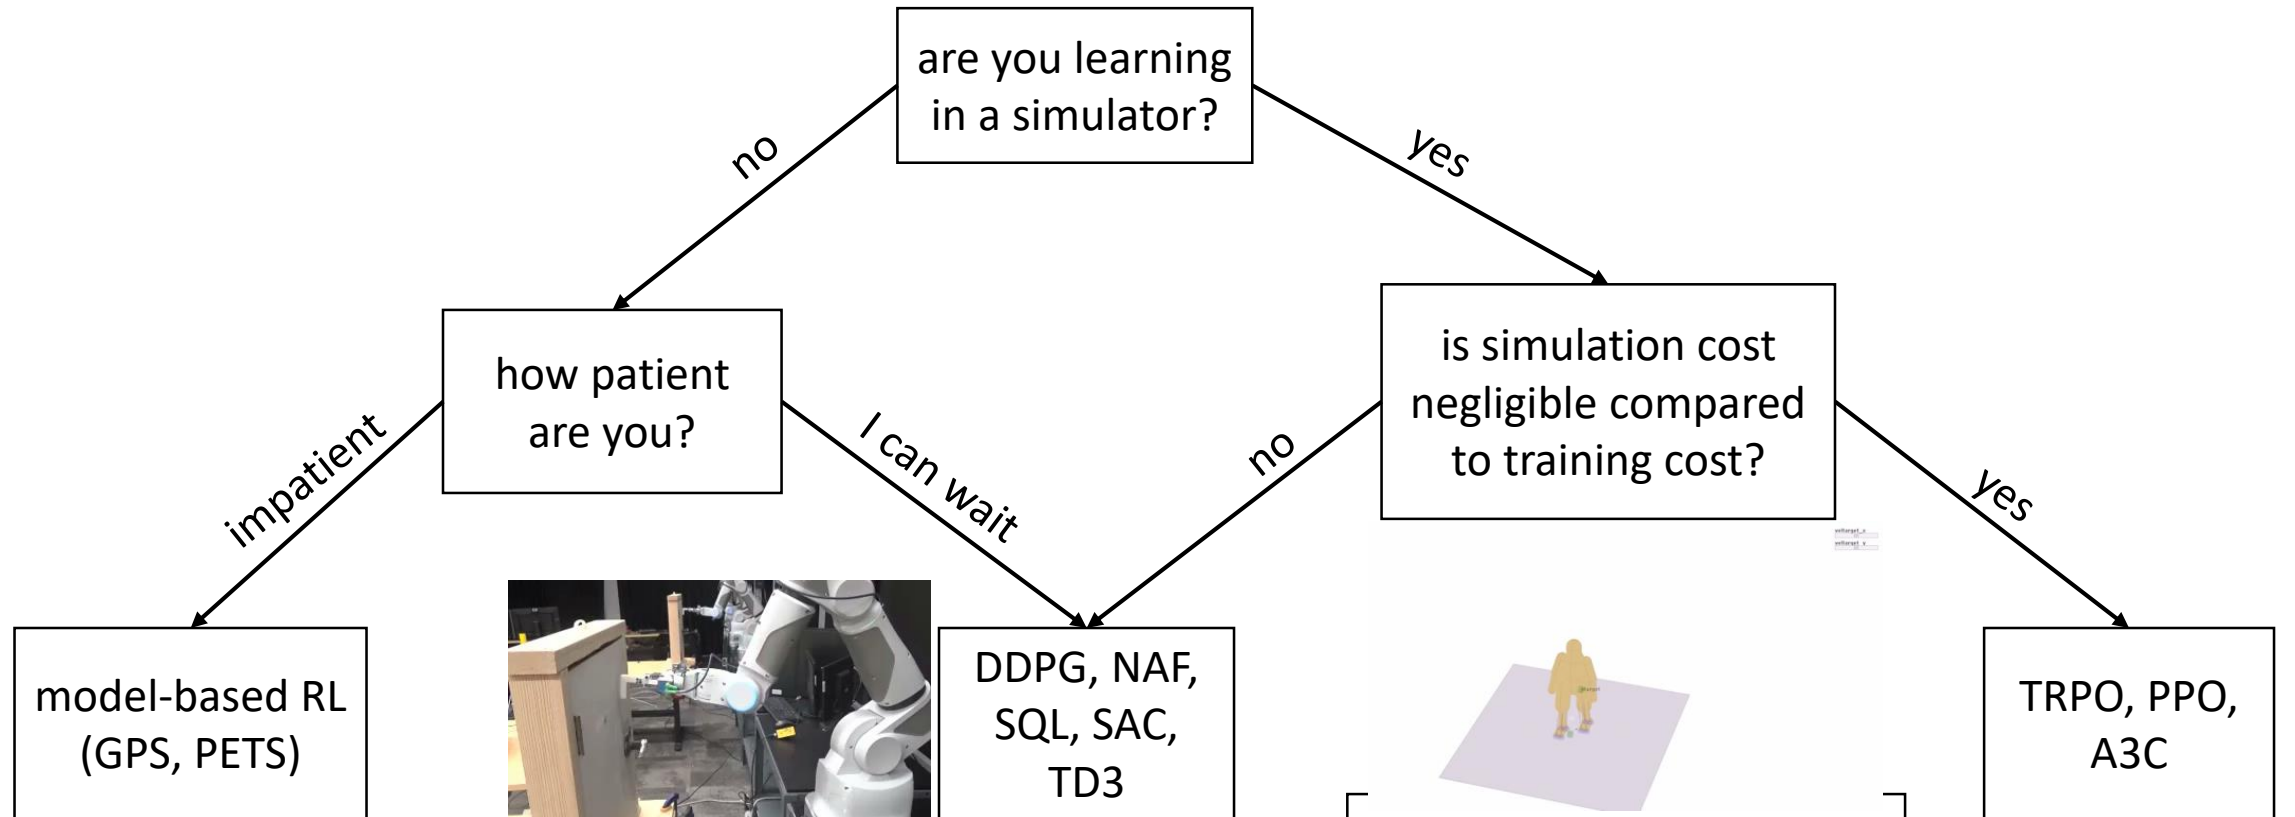 are you learning
in a simulator?
no
yes
how patient
are you?
is simulation cost
negligible compared
to training cost?
impatient
I can wait
no
yes
model-based RL
(GPS, PETS)
DDPG, NAF,
SQL, SAC,
TD3
TRPO, PPO,
A3C